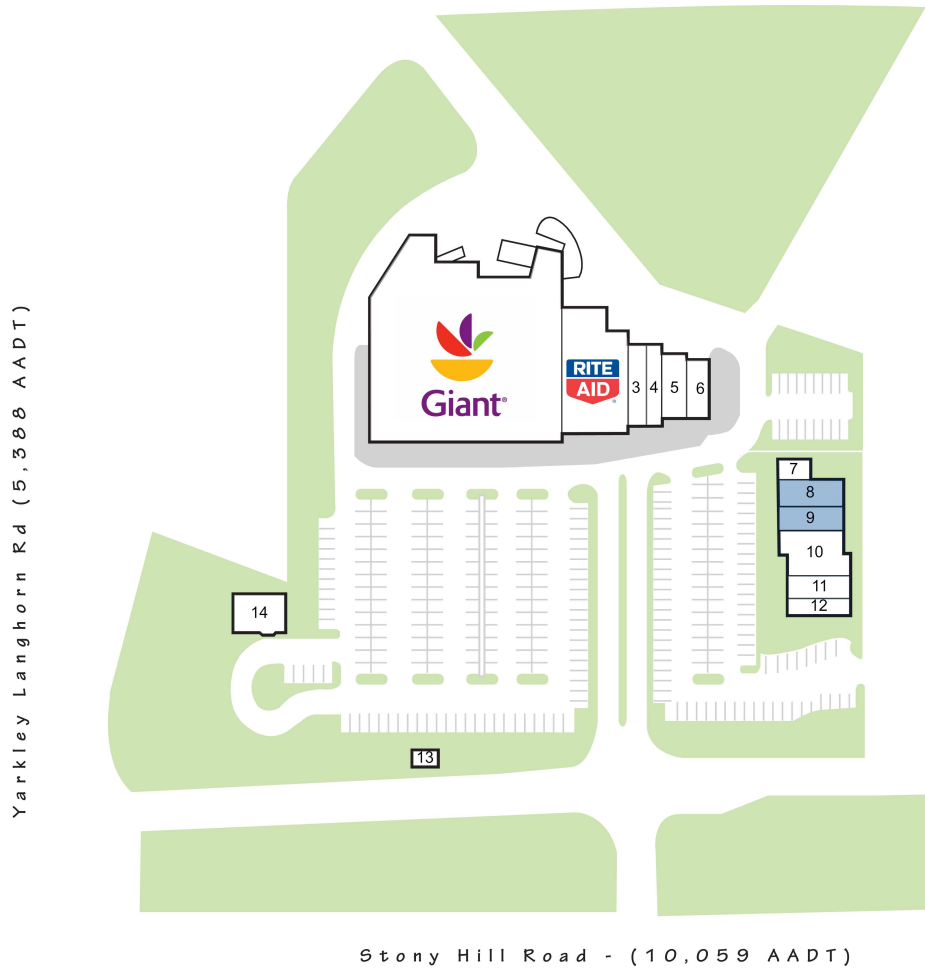 Giant
RITE
AID
3
4
5
6
7
8
9
10
11
12
14
13
Yarkley Langhorn Rd (5,388 AADT)
Stony Hill Road - (10,059 AADT)